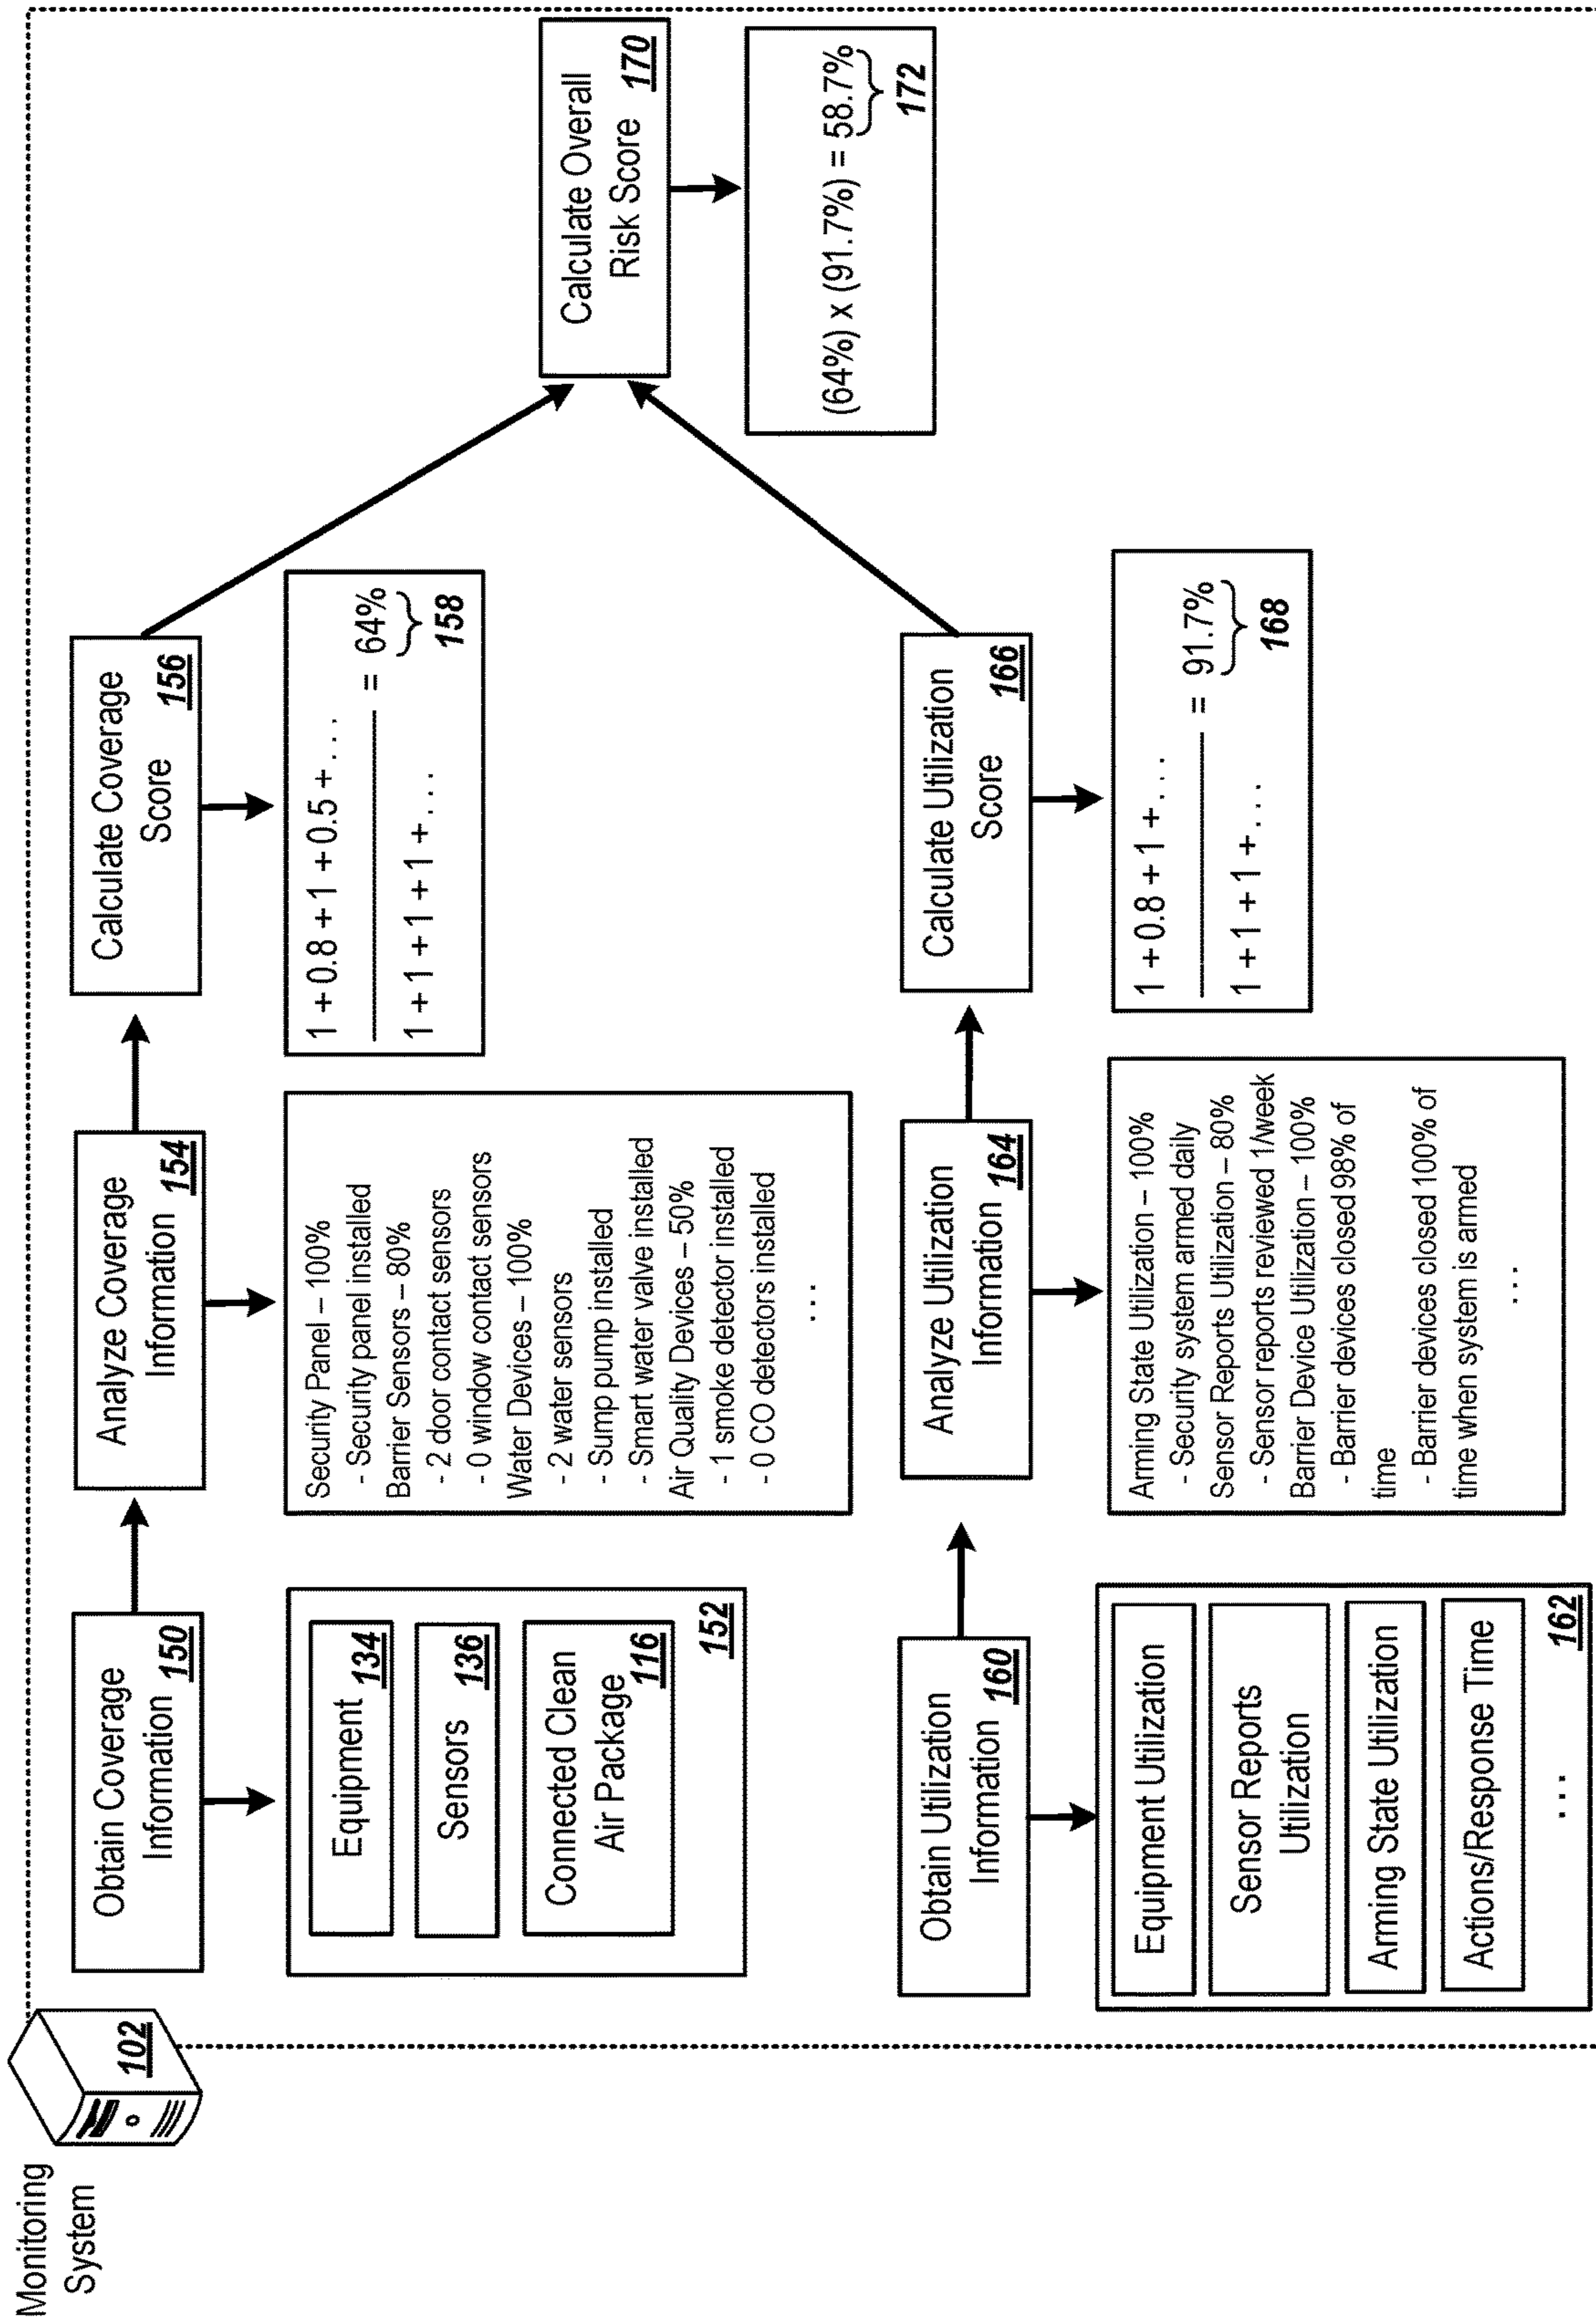 Monitoring
System
102
Obtain Coverage
Information 150
Equipment
134
Sensors
136
Connected Clean
Air Package
116
152
Analyze Coverage
Information
154
Security Panel – 100%
- Security panel installed
Barrier Sensors – 80%
- 2 door contact sensors
- 0 window contact sensors
Water Devices – 100%
- 2 water sensors
- Sump pump installed
- Smart water valve installed
Air Quality Devices – 50%
- 1 smoke detector installed
- 0 CO detectors installed
...
Calculate Coverage
Score
156
1 + 0.8 + 1 + 0.5 + ...
1 + 1 + 1 + 1 + ...
= 64%
158
Obtain Utilization
Information
160
Equipment Utilization
Sensor Reports
Utilization
Arming State Utilization
Actions/Response Time
...
162
Analyze Utilization
Information
164
Arming State Utilization – 100%
- Security system armed daily
Sensor Reports Utilization – 80%
- Sensor reports reviewed 1/week
Barrier Device Utilization – 100%
- Barrier devices closed 98% of
time
- Barrier devices closed 100% of
time when system is armed
...
Calculate Utilization
Score
166
1 + 0.8 + 1 + ...
1 + 1 + 1 + ...
= 91.7%
168
Calculate Overall
Risk Score
170
(64%) x (91.7%) = 58.7%
172